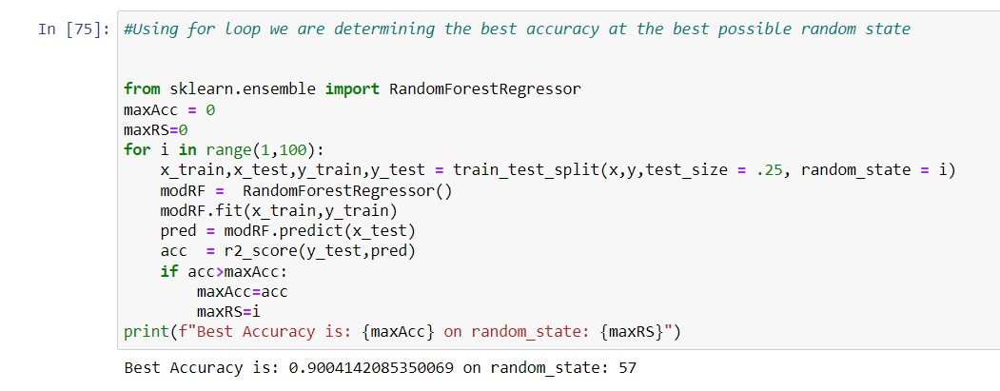 In [75]: #Using for loop we are determining the best accuracy at the best possible random state
from sklearn.ensemble import RandomForestRegressor
maxAcc = 0
maxRS=0
for i in range(1,100):
    x_train,x_test,y_train,y_test = train_test_split(x,y,test_size = .25, random_state = i)
    modRF =  RandomForestRegressor()
    modRF.fit(x_train,y_train)
    pred = modRF.predict(x_test)
    acc  = r2_score(y_test,pred)
    if acc>maxAcc:
        maxAcc=acc
        maxRS=i
print(f"Best Accuracy is: {maxAcc} on random_state: {maxRS}")
Best Accuracy is: 0.9004142085350069 on random_state: 57